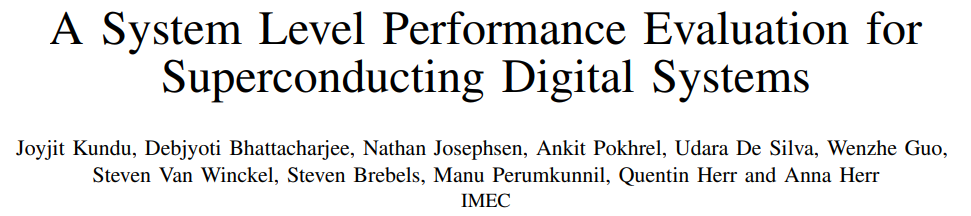 A System Level Performance Evaluation for
Superconducting Digital Systems
Joyjit Kundu, Debjyoti Bhattacharjee, Nathan Josephsen, Ankit Pokhrel, Udara De Silva, Wenzhe Guo,
Steven Van Winckel, Steven Brebels, Manu Perumkunnil, Quentin Herr and Anna Herr
IMEC